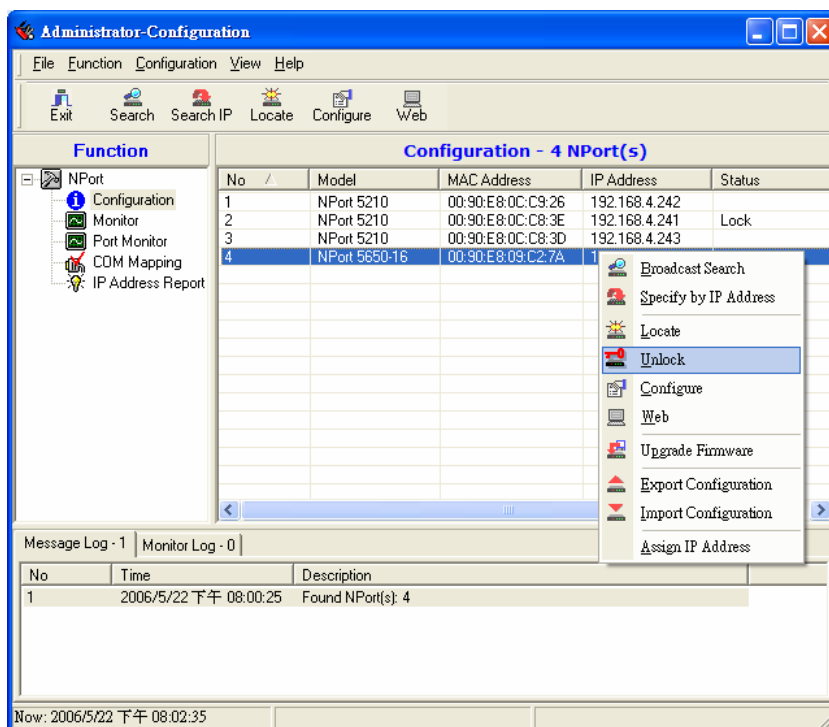 Administrator-Configuration
File Function Configuration View Help
Exit Search Search IP Locate Configure Web
Function
NPort
Configuration
Monitor
Port Monitor
COM Mapping
IP Address Report
Configuration - 4 NPort(s)
No Model MAC Address IP Address Status
1 NPort 5210 00:90:E8:0C:C9:26 192.168.4.242
2 NPort 5210 00:90:E8:0C:C8:3E 192.168.4.241 Lock
3 NPort 5210 00:90:E8:0C:C8:3D 192.168.4.243
4 NPort 5650-16 00:90:E8:09:C2:7A 1
Broadcast Search
Specify by IP Address
Locate
Unlock
Configure
Web
Upgrade Firmware
Export Configuration
Import Configuration
Assign IP Address
Message Log - 1 Monitor Log - 0
No Time Description
1 2006/5/22 下午 08:00:25 Found NPort(s): 4
Now: 2006/5/22 下午 08:02:35